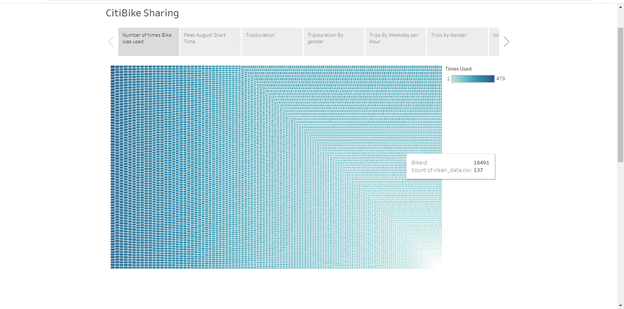 CitiBike Sharing
Number of times Bike
was used
Peak August Start
Time
Tripduration
Tripduration By
gender
Trips By Weekday per
Hour
Trips by Gender
Us
Times Used
1
479
Bikeid:
18491
Count of clean_data.csv:
137